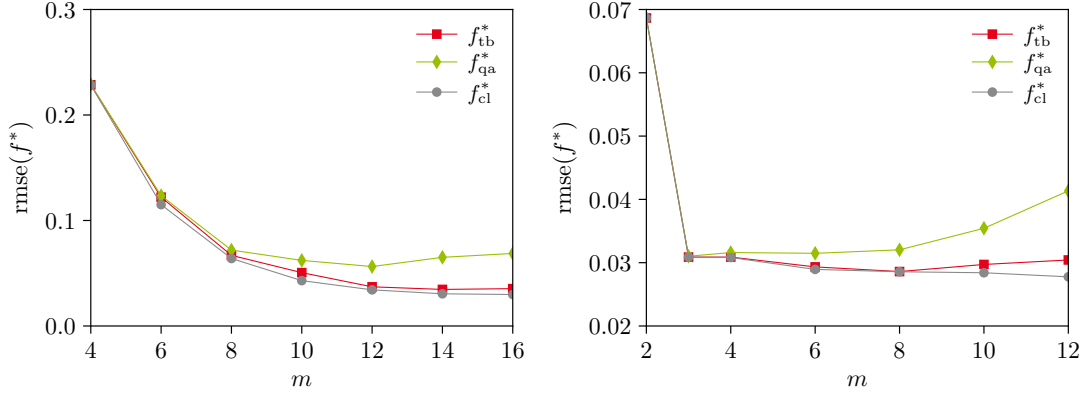 0.3
0.2
0.1
0.0
rmse(f*)
4 6 8 10 12 14 16
m
f*tb
f*qa
f*cl
0.07
0.06
0.05
0.04
0.03
0.02
rmse(f*)
2 4 6 8 10 12
m
f*tb
f*qa
f*cl